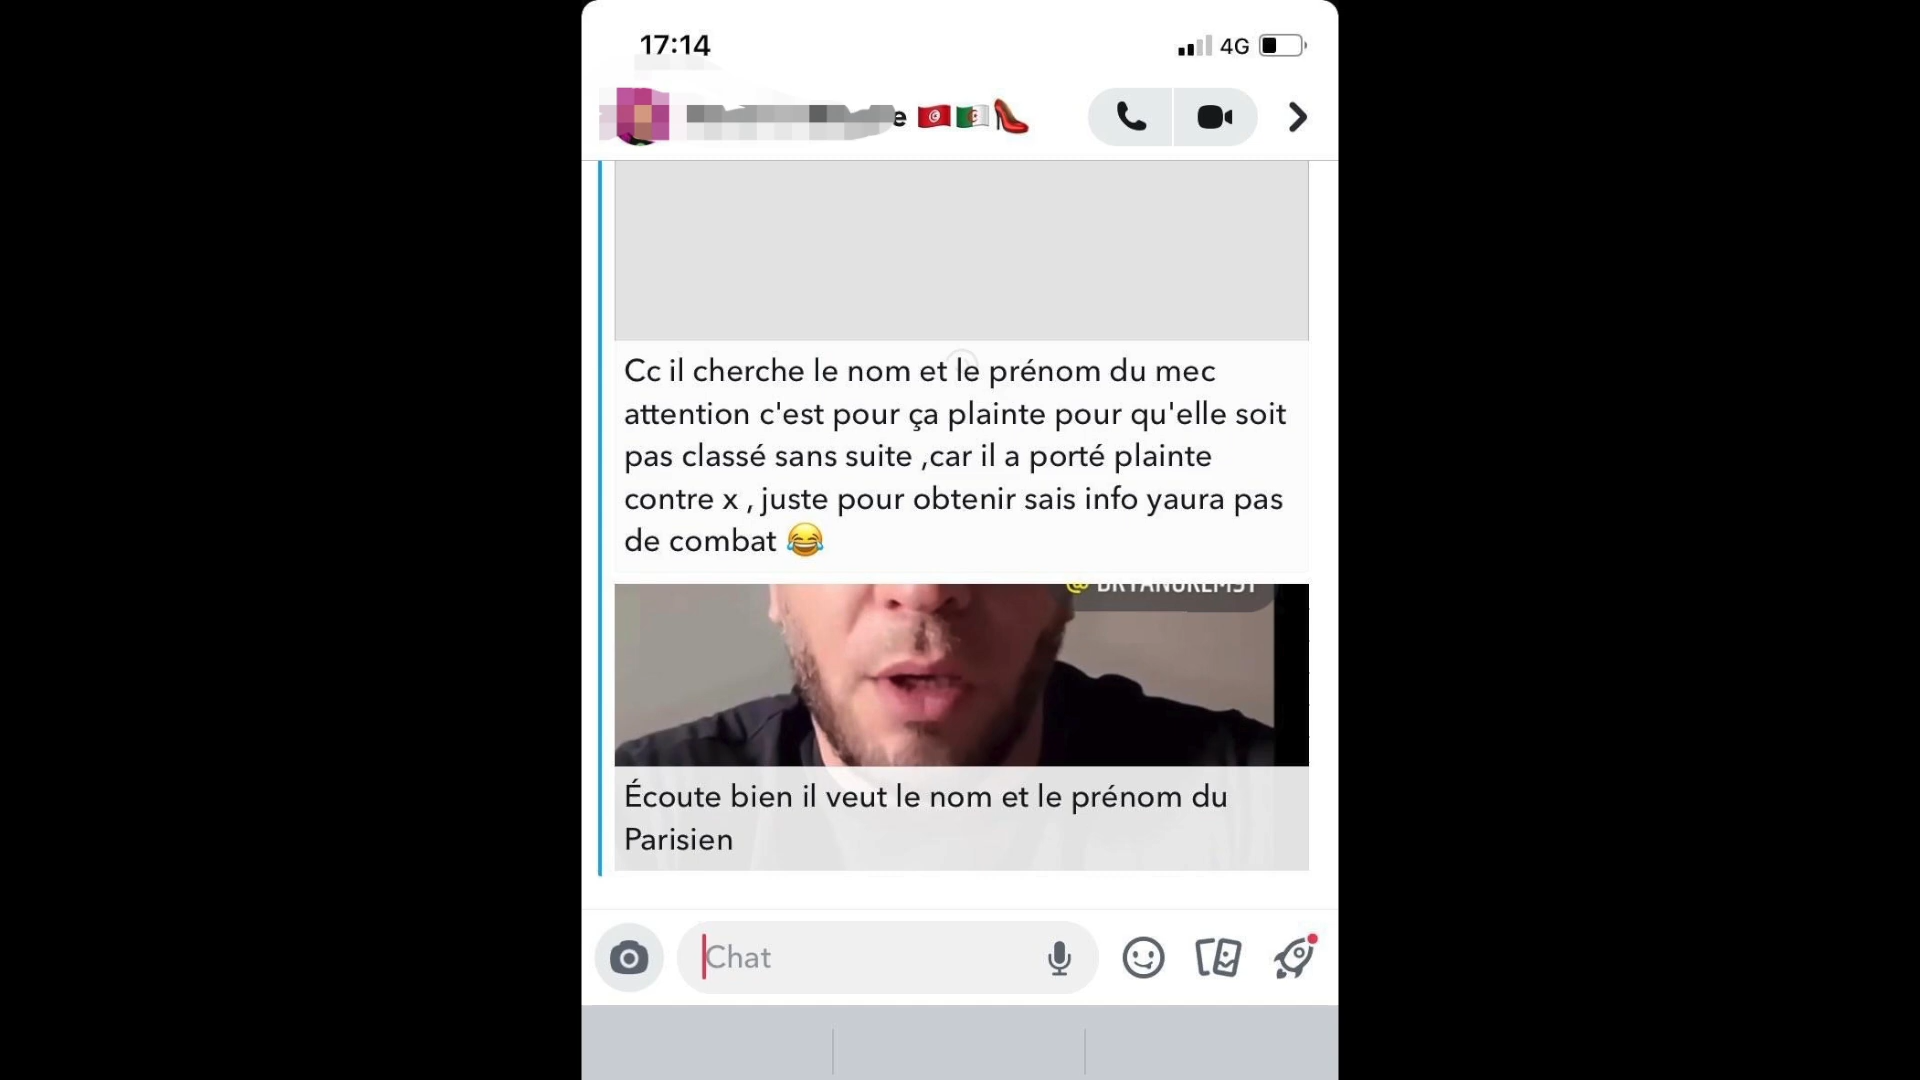 17:14
4G
e 🇹🇳🇩🇿👠
Cc il cherche le nom et le prénom du mec
attention c'est pour ça plainte pour qu'elle soit
pas classé sans suite ,car il a porté plainte
contre x , juste pour obtenir sais info yaura pas
de combat 😂
Écoute bien il veut le nom et le prénom du
Parisien
Chat